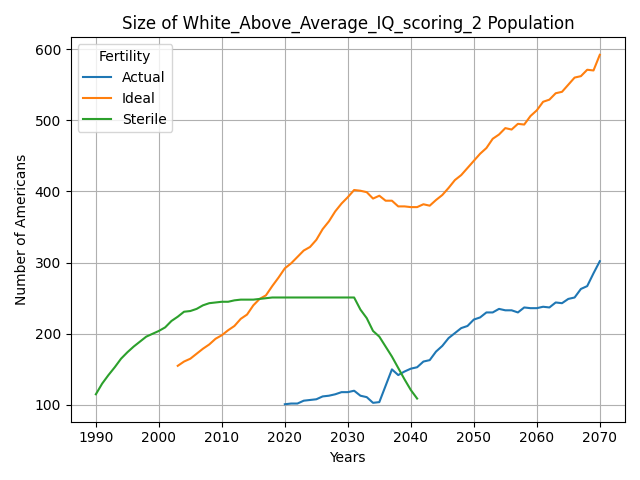 Size of White_Above_Average_IQ_scoring_2 Population
Fertility
Actual
Ideal
Sterile
Number of Americans
600
500
400
300
200
100
1990 2000 2010 2020 2030 2040 2050 2060 2070
Years